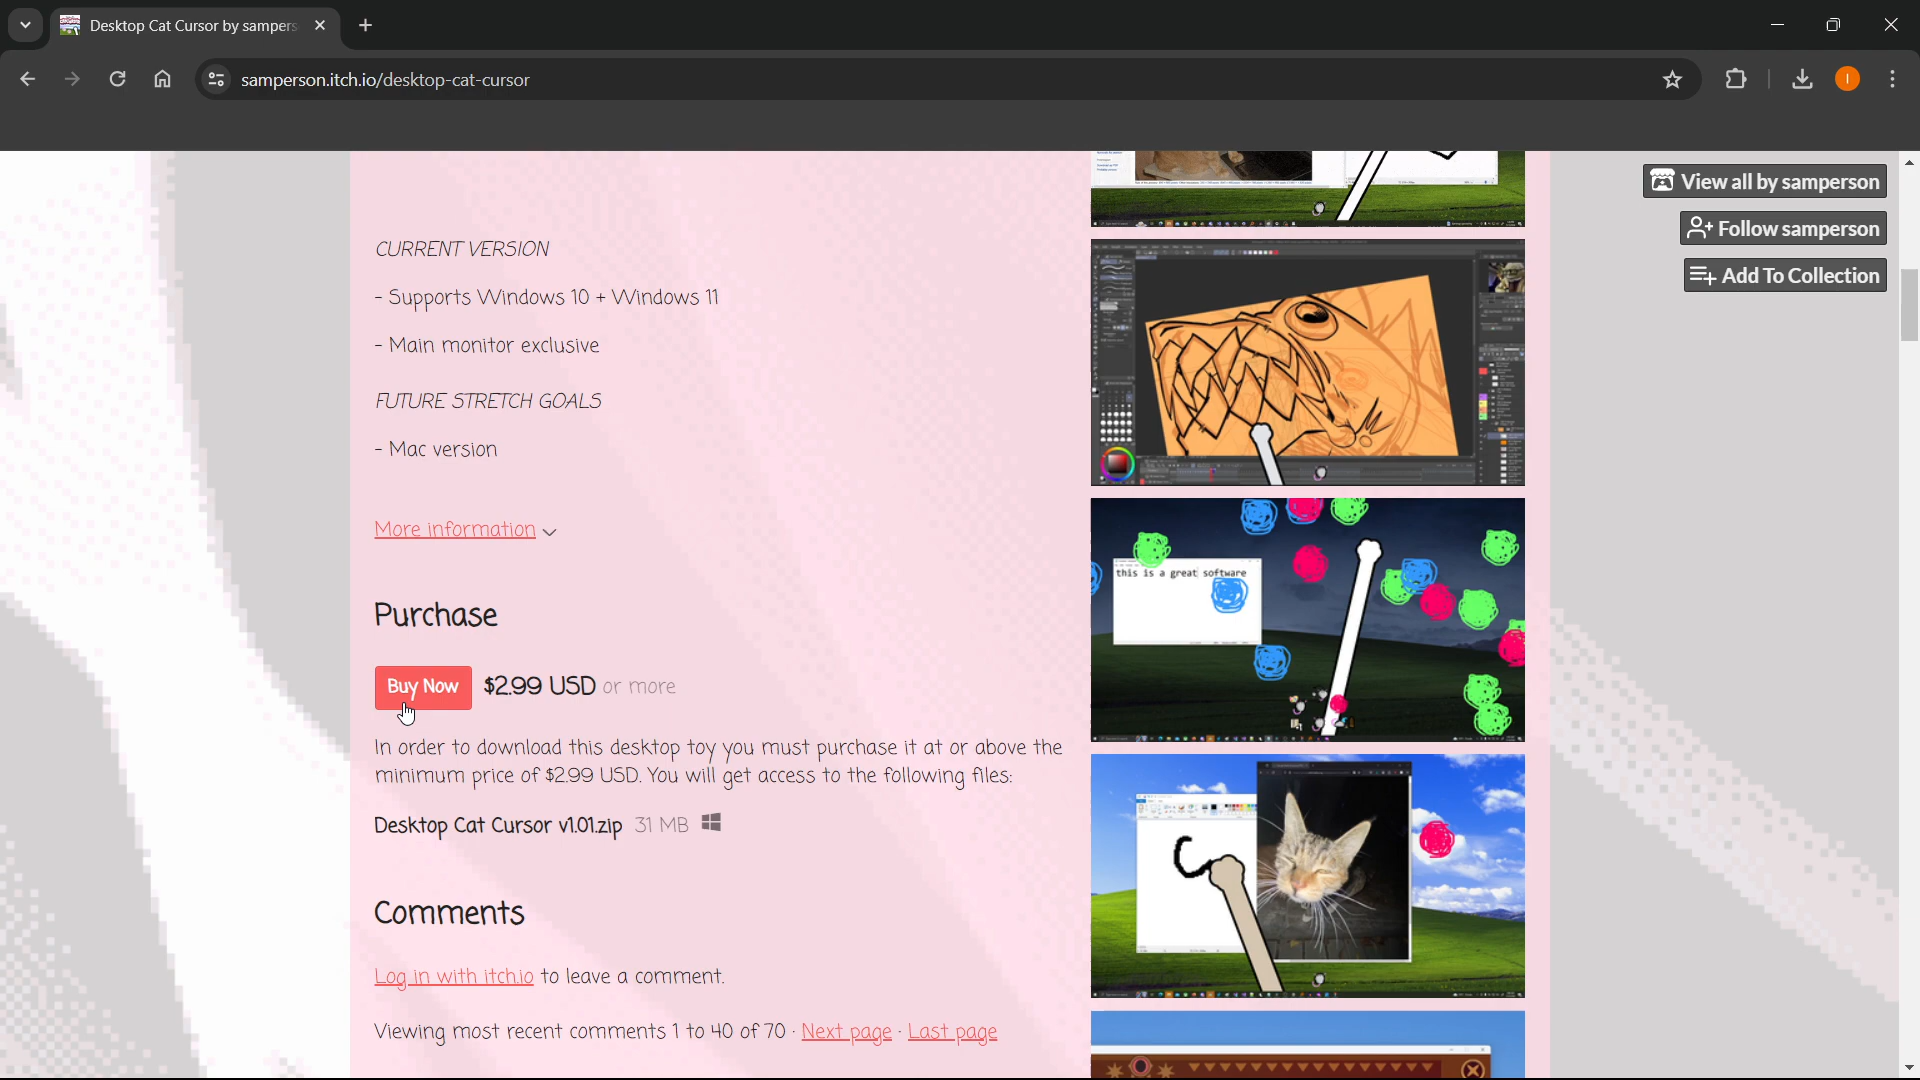 Desktop Cat Cursor by sampers
samperson.itch.io/desktop-cat-cursor
I
View all by samperson
Follow samperson
Add To Collection
CURRENT VERSION
- Supports Windows 10 + Windows 11
- Main monitor exclusive
FUTURE STRETCH GOALS
- Mac version
More information
Purchase
Buy Now $2.99 USD or more
In order to download this desktop toy you must purchase it at or above the
minimum price of $2.99 USD. You will get access to the following files:
Desktop Cat Cursor v1.01.zip 31 MB
Comments
Log in with itch.io to leave a comment.
Viewing most recent comments 1 to 40 of 70 · Next page · Last page
this is a great software